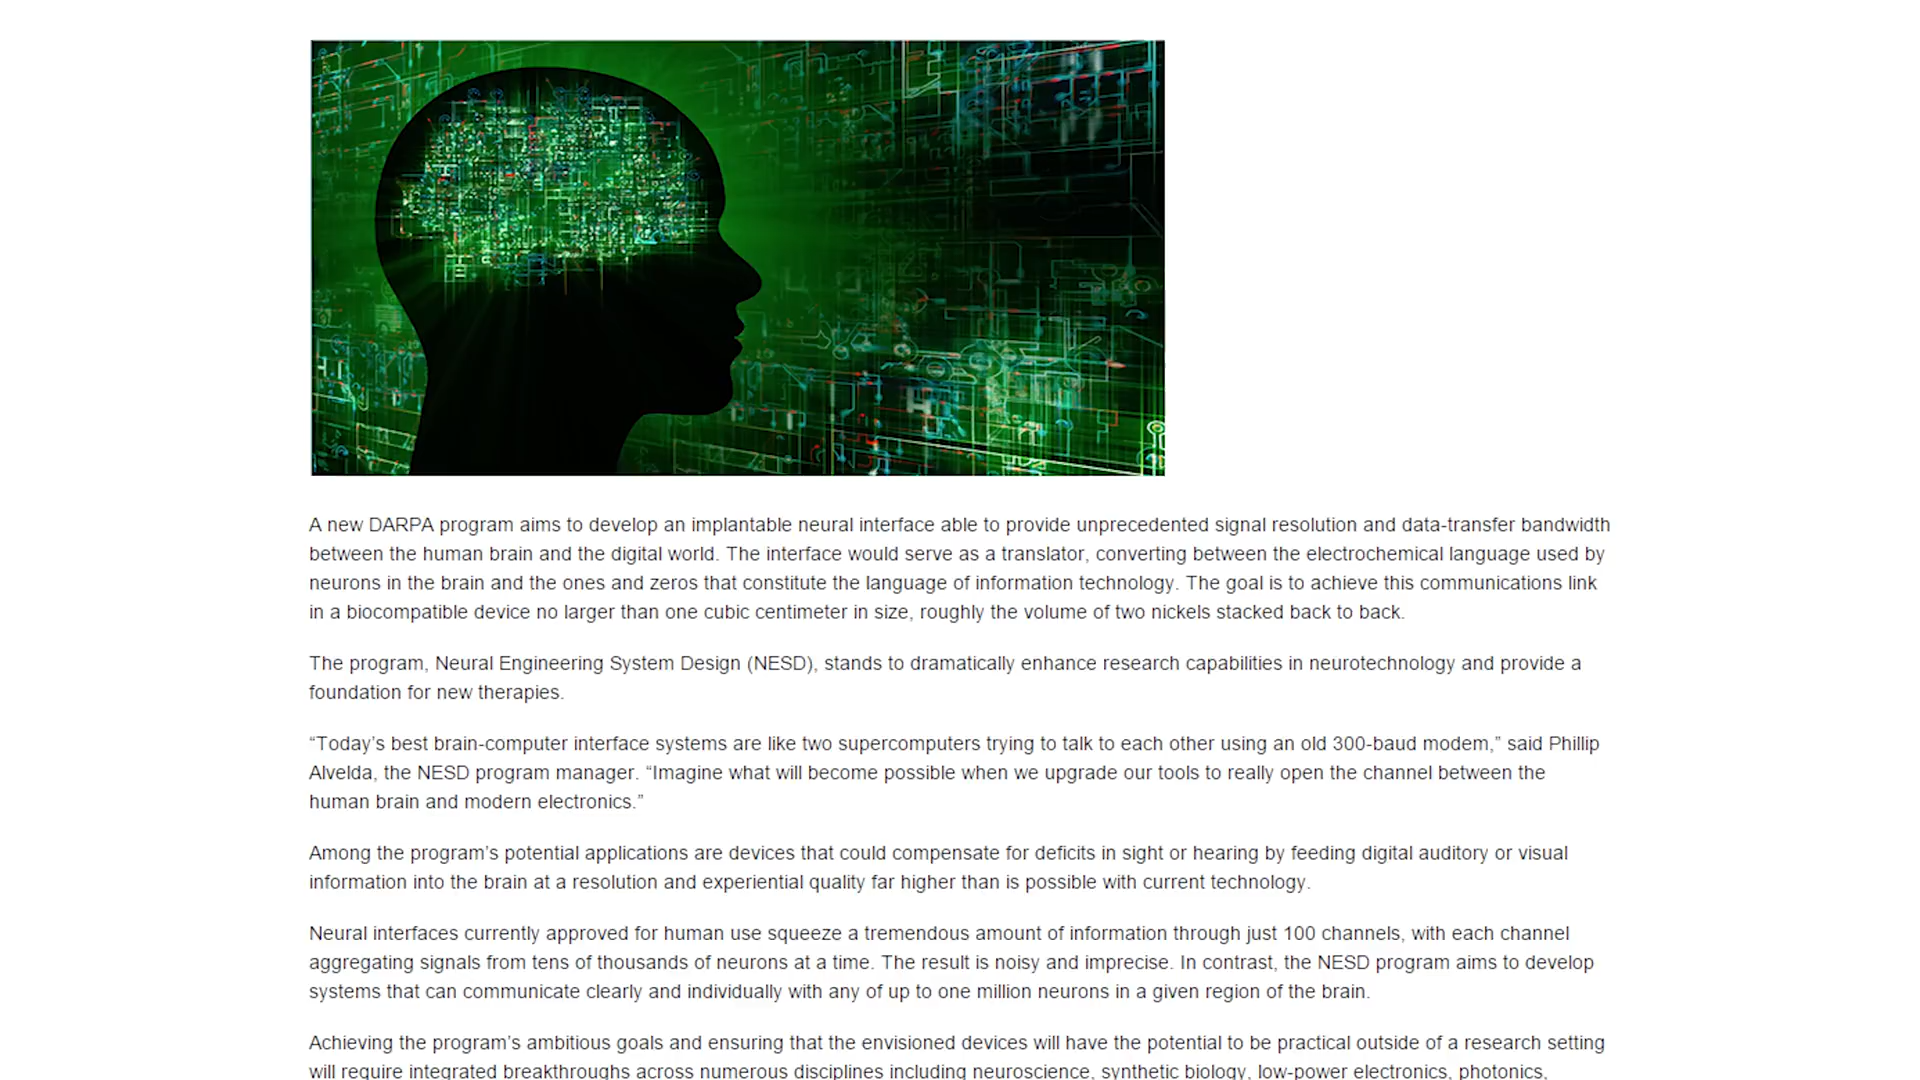 A new DARPA program aims to develop an implantable neural interface able to provide unprecedented signal resolution and data-transfer bandwidth
between the human brain and the digital world. The interface would serve as a translator, converting between the electrochemical language used by
neurons in the brain and the ones and zeros that constitute the language of information technology. The goal is to achieve this communications link
in a biocompatible device no larger than one cubic centimeter in size, roughly the volume of two nickels stacked back to back.
The program, Neural Engineering System Design (NESD), stands to dramatically enhance research capabilities in neurotechnology and provide a
foundation for new therapies.
“Today’s best brain-computer interface systems are like two supercomputers trying to talk to each other using an old 300-baud modem,” said Phillip
Alvelda, the NESD program manager. “Imagine what will become possible when we upgrade our tools to really open the channel between the
human brain and modern electronics.”
Among the program’s potential applications are devices that could compensate for deficits in sight or hearing by feeding digital auditory or visual
information into the brain at a resolution and experiential quality far higher than is possible with current technology.
Neural interfaces currently approved for human use squeeze a tremendous amount of information through just 100 channels, with each channel
aggregating signals from tens of thousands of neurons at a time. The result is noisy and imprecise. In contrast, the NESD program aims to develop
systems that can communicate clearly and individually with any of up to one million neurons in a given region of the brain.
Achieving the program’s ambitious goals and ensuring that the envisioned devices will have the potential to be practical outside of a research setting
will require integrated breakthroughs across numerous disciplines including neuroscience, synthetic biology, low-power electronics, photonics,